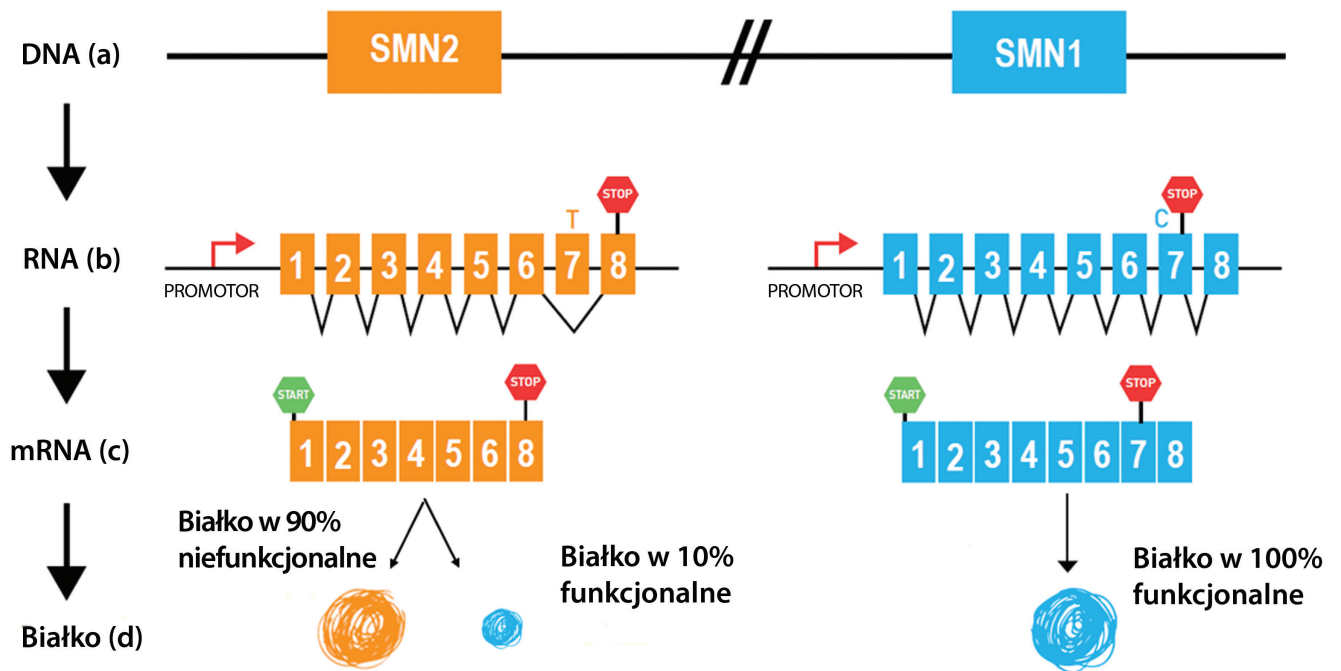 DNA (a)
SMN2
SMN1
RNA (b)
PROMOTOR
1 2 3 4 5 6 7 8
T
STOP
PROMOTOR
1 2 3 4 5 6 7 8
C
STOP
mRNA (c)
START
STOP
1 2 3 4 5 6 8
START
STOP
1 2 3 4 5 6 7 8
Białko w 90%
niefunkcjonalne
Białko w 10%
funkcjonalne
Białko w 100%
funkcjonalne
Białko (d)